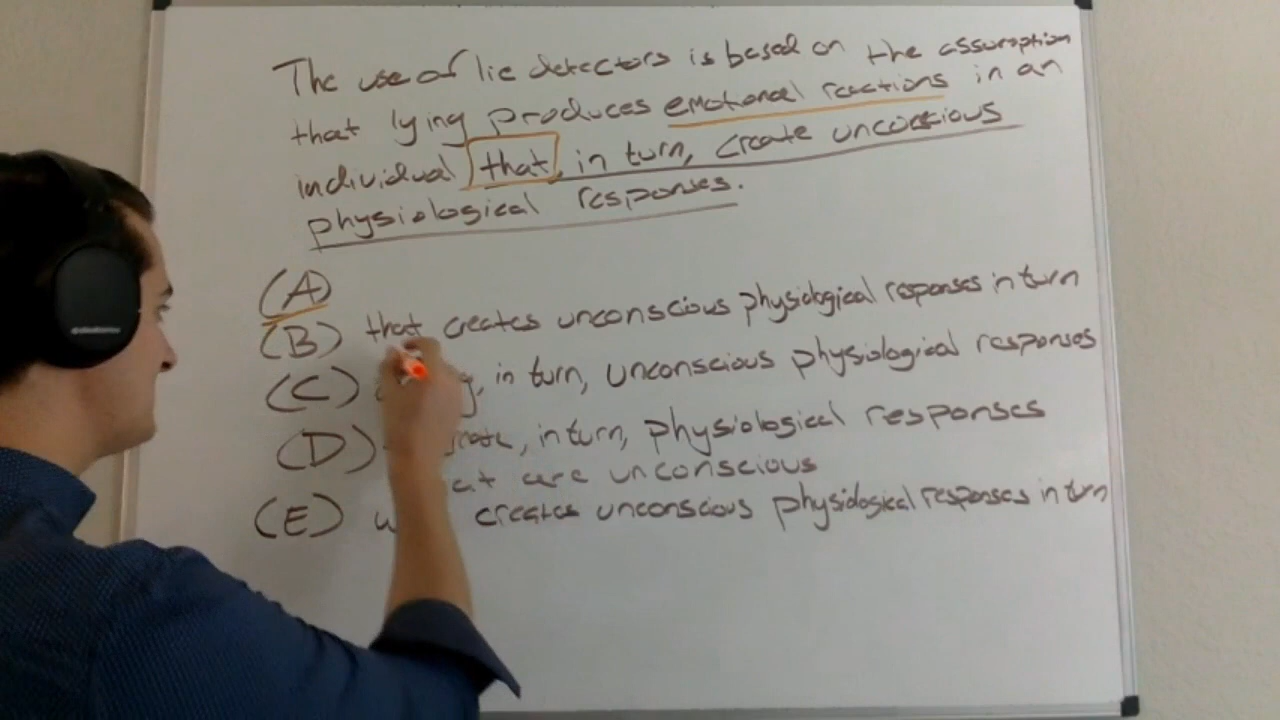 The use of lie detectors is based on the assumption
that lying produces emotional reactions in an
individual that, in turn, create unconscious
physiological responses.
(A)
(B) that creates unconscious physiological responses in turn
(C) in turn, unconscious physiological responses
(D) in turn, physiological responses
are unconscious
(E) creates unconscious physiological responses in turn